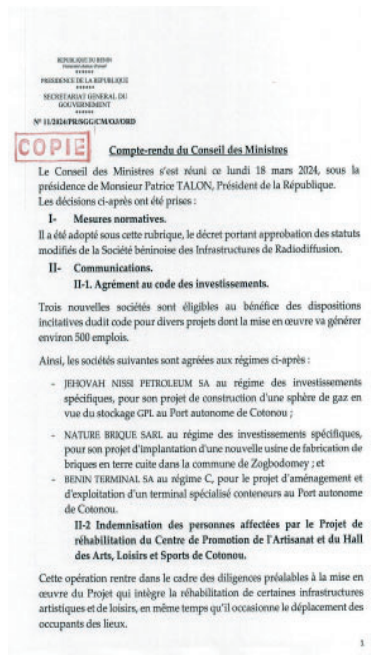 REPUBLIQUE DU BENIN
******
PRESIDENCE DE LA REPUBLIQUE
******
SECRETARIAT GENERAL DU
GOUVERNEMENT
******
N° 11/2024/PR/SGG/CM/OJ/ORD
COPIE
Compte-rendu du Conseil des Ministres
Le Conseil des Ministres s'est réuni ce lundi 18 mars 2024, sous la
présidence de Monsieur Patrice TALON, Président de la République.
Les décisions ci-après ont été prises :
I- Mesures normatives.
Il a été adopté sous cette rubrique, le décret portant approbation des statuts
modifiés de la Société béninoise des Infrastructures de Radiodiffusion.
II- Communications.
II-1. Agrément au code des investissements.
Trois nouvelles sociétés sont éligibles au bénéfice des dispositions
incitatives dudit code pour divers projets dont la mise en œuvre va générer
environ 500 emplois.
Ainsi, les sociétés suivantes sont agréées aux régimes ci-après :
- JEHOVAH NISSI PETROLEUM SA au régime des investissements
spécifiques, pour son projet de construction d'une sphère de gaz en
vue du stockage GPL au Port autonome de Cotonou ;
- NATURE BRIQUE SARL au régime des investissements spécifiques,
pour son projet d'implantation d'une nouvelle usine de fabrication de
briques en terre cuite dans la commune de Zogbodomey ; et
- BENIN TERMINAL SA au régime C, pour le projet d'aménagement et
d'exploitation d'un terminal spécialisé conteneurs au Port autonome
de Cotonou.
II-2 Indemnisation des personnes affectées par le Projet de
réhabilitation du Centre de Promotion de l'Artisanat et du Hall
des Arts, Loisirs et Sports de Cotonou.
Cette opération rentre dans le cadre des diligences préalables à la mise en
œuvre du Projet qui intègre la réhabilitation de certaines infrastructures
artistiques et de loisirs, en même temps qu'il occasionne le déplacement des
occupants des lieux.
1